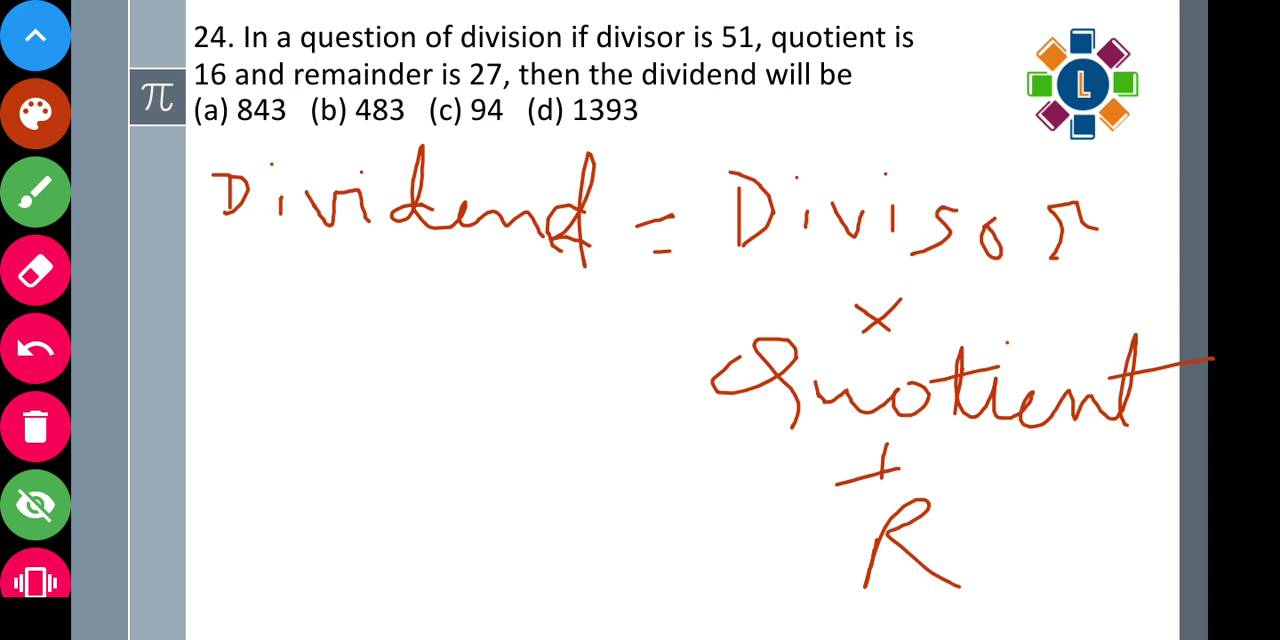 24. In a question of division if divisor is 51, quotient is
16 and remainder is 27, then the dividend will be
(a) 843 (b) 483 (c) 94 (d) 1393
π
L
Dividend = Divisor
×
Quotient
+
R